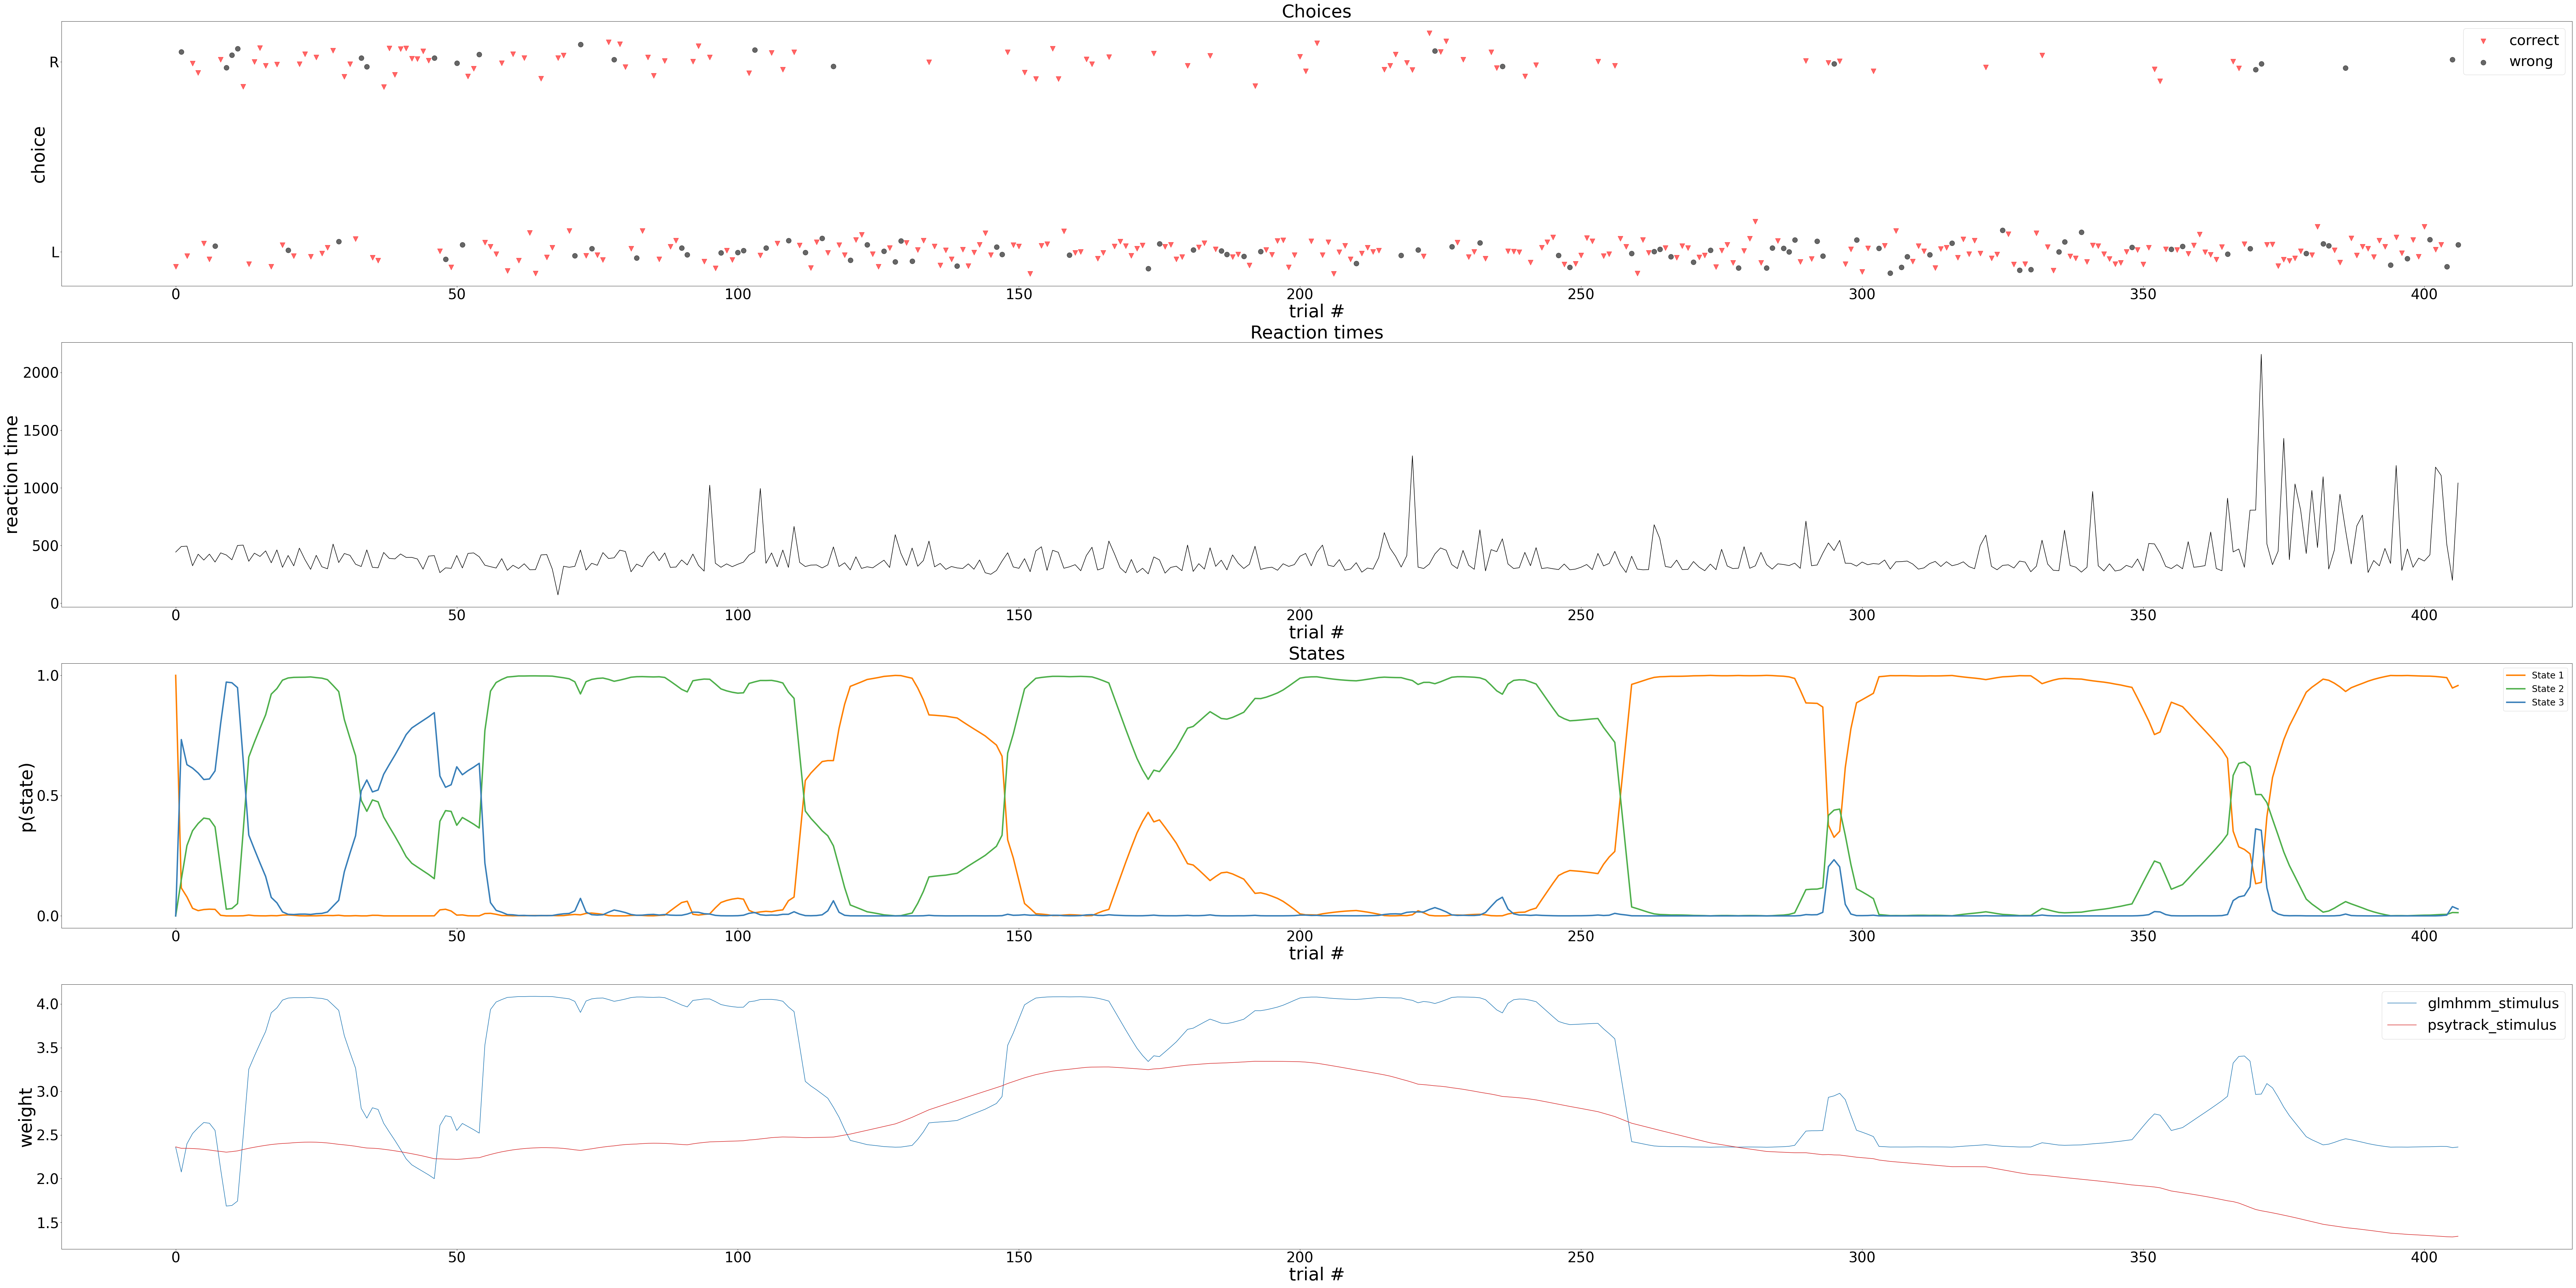 Choices
R
L
choice
correct
wrong
0 50 100 150 200 250 300 350 400
trial #
Reaction times
2000
1500
1000
500
0
reaction time
0 50 100 150 200 250 300 350 400
trial #
States
1.0
0.5
0.0
p(state)
State 1
State 2
State 3
0 50 100 150 200 250 300 350 400
trial #
4.0
3.5
3.0
2.5
2.0
1.5
weight
glmhmm_stimulus
psytrack_stimulus
0 50 100 150 200 250 300 350 400
trial #